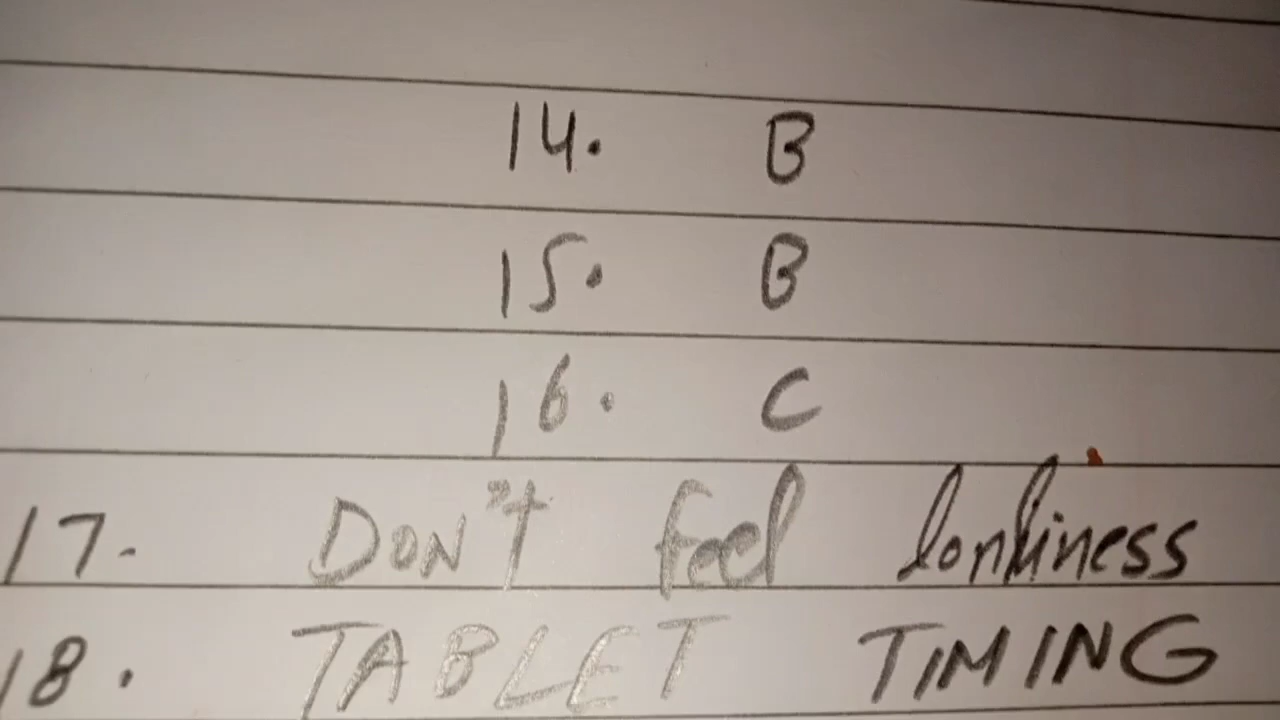 14. B
15. B
16. C
17. DON't feel lonliness
18. TABLET TIMING